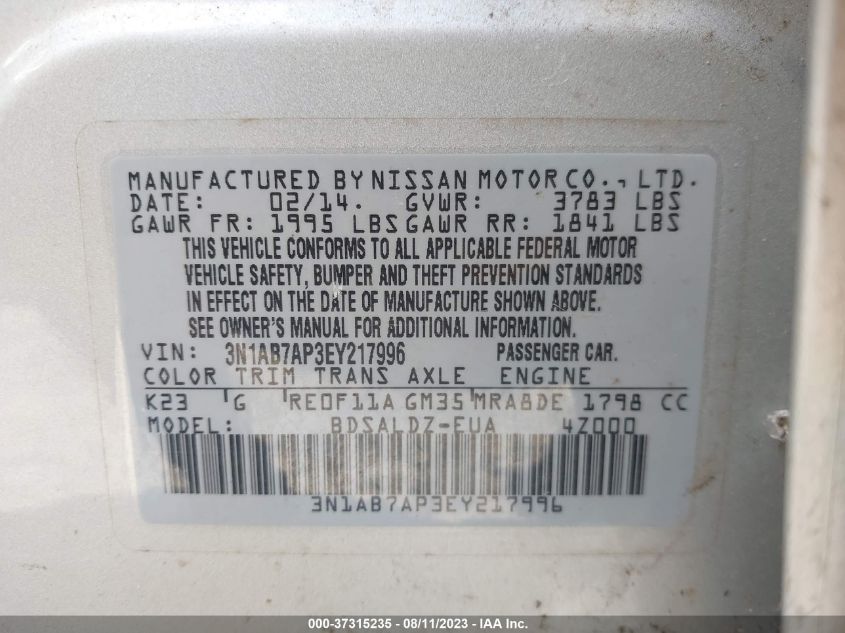 MANUFACTURED BY NISSAN MOTOR CO., LTD.
DATE: 02/14. GVWR: 3783 LBS
GAWR FR: 1995 LBS GAWR RR: 1841 LBS
THIS VEHICLE CONFORMS TO ALL APPLICABLE FEDERAL MOTOR
VEHICLE SAFETY, BUMPER AND THEFT PREVENTION STANDARDS
IN EFFECT ON THE DATE OF MANUFACTURE SHOWN ABOVE.
SEE OWNER'S MANUAL FOR ADDITIONAL INFORMATION.
VIN: 3N1AB7AP3EY217996 PASSENGER CAR.
COLOR TRIM TRANS AXLE ENGINE
K23 G RE0F11A GM35 MRA8DE 1798 CC
MODEL: BDSALDZ-EUA 4Z000
3N1AB7AP3EY217996
000-37315235 - 08/11/2023 - IAA Inc.